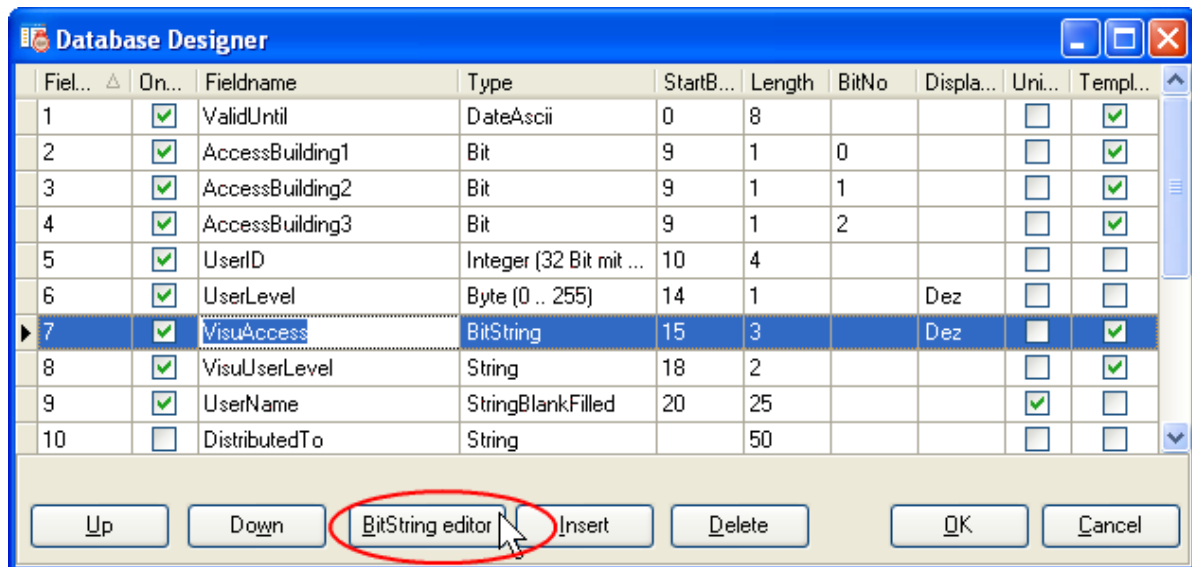 Database Designer
Fiel... On... Fieldname Type StartB... Length BitNo Displa... Uni... Templ...
1 ValidUntil DateAscii 0 8
2 AccessBuilding1 Bit 9 1 0
3 AccessBuilding2 Bit 9 1 1
4 AccessBuilding3 Bit 9 1 2
5 UserID Integer (32 Bit mit ... 10 4
6 UserLevel Byte (0 .. 255) 14 1 Dez
7 VisuAccess BitString 15 3 Dez
8 VisuUserLevel String 18 2
9 UserName StringBlankFilled 20 25
10 DistributedTo String 50
Up Down BitString editor Insert Delete OK Cancel